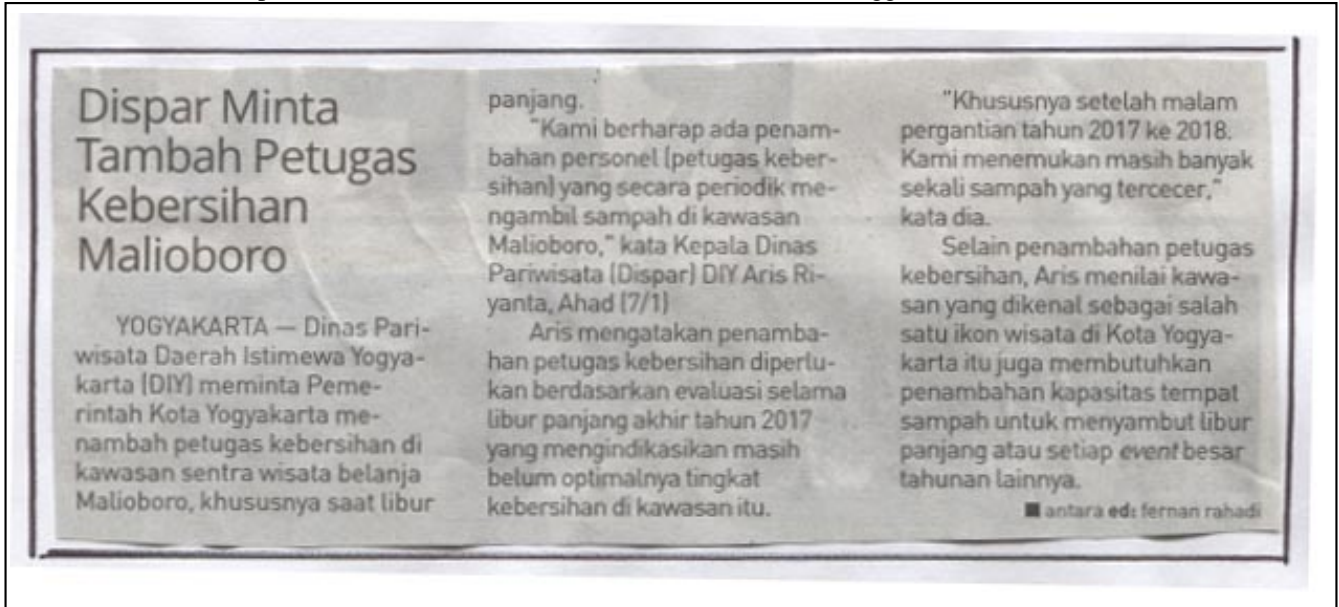 Dispar Minta
Tambah Petugas
Kebersihan
Malioboro
YOGYAKARTA — Dinas Pari-
wisata Daerah Istimewa Yogya-
karta (DIY) meminta Peme-
rintah Kota Yogyakarta me-
nambah petugas kebersihan di
kawasan sentra wisata belanja
Malioboro, khususnya saat libur
panjang.
"Kami berharap ada penam-
bahan personel (petugas keber-
sihan) yang secara periodik me-
ngambil sampah di kawasan
Malioboro," kata Kepala Dinas
Pariwisata (Dispar) DIY Aris Ri-
yanta, Ahad (7/1)
Aris mengatakan penamba-
han petugas kebersihan diperlu-
kan berdasarkan evaluasi selama
libur panjang akhir tahun 2017
yang mengindikasikan masih
belum optimalnya tingkat
kebersihan di kawasan itu.
"Khususnya setelah malam
pergantian tahun 2017 ke 2018.
Kami menemukan masih banyak
sekali sampah yang tercecer,"
kata dia.
Selain penambahan petugas
kebersihan, Aris menilai kawa-
san yang dikenal sebagai salah
satu ikon wisata di Kota Yogya-
karta itu juga membutuhkan
penambahan kapasitas tempat
sampah untuk menyambut libur
panjang atau setiap event besar
tahunan lainnya.
■ antara ed: fernan rahadi